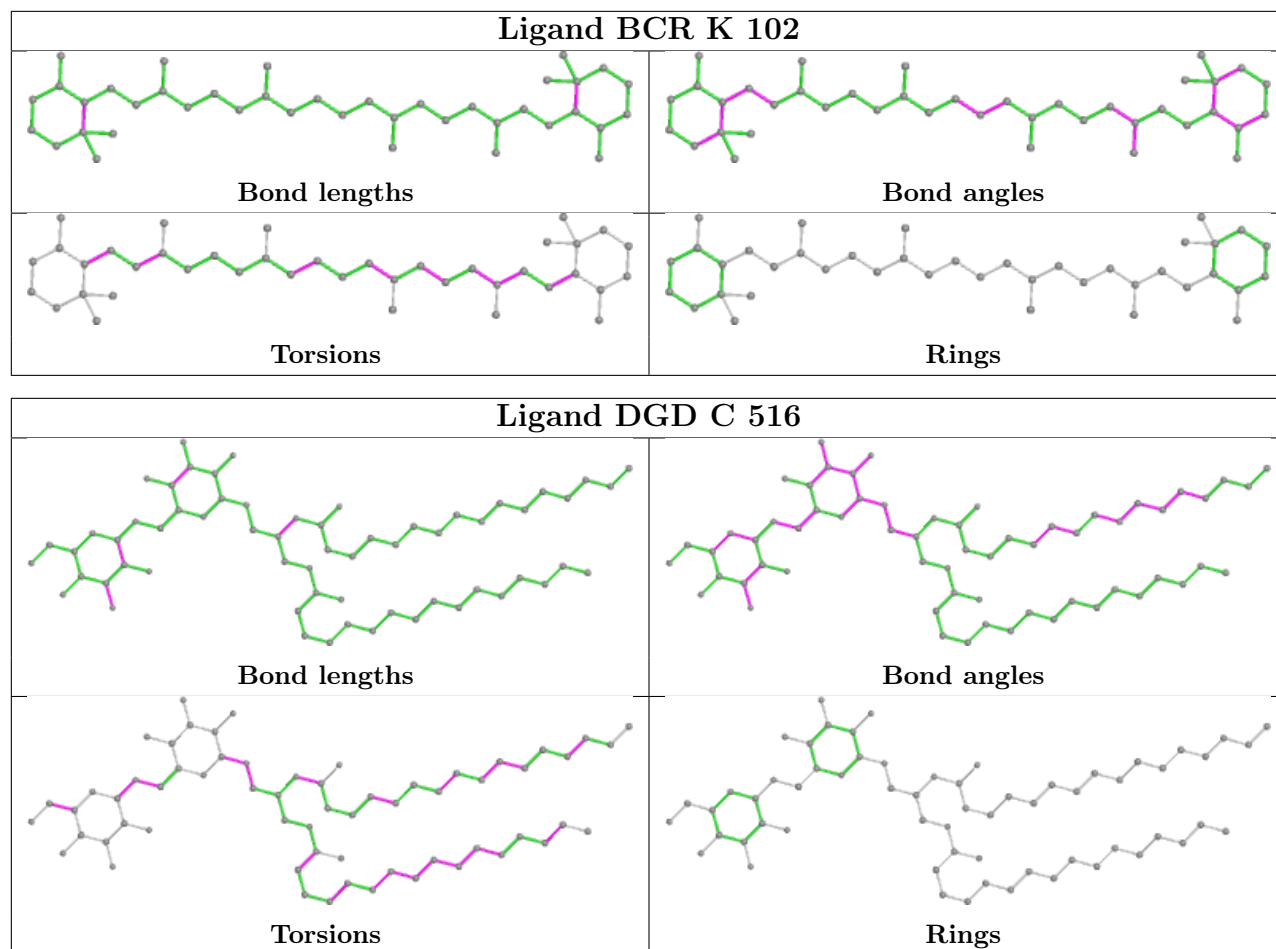 Ligand BCR K 102
Bond lengths
Bond angles
Torsions
Rings
Ligand DGD C 516
Bond lengths
Bond angles
Torsions
Rings